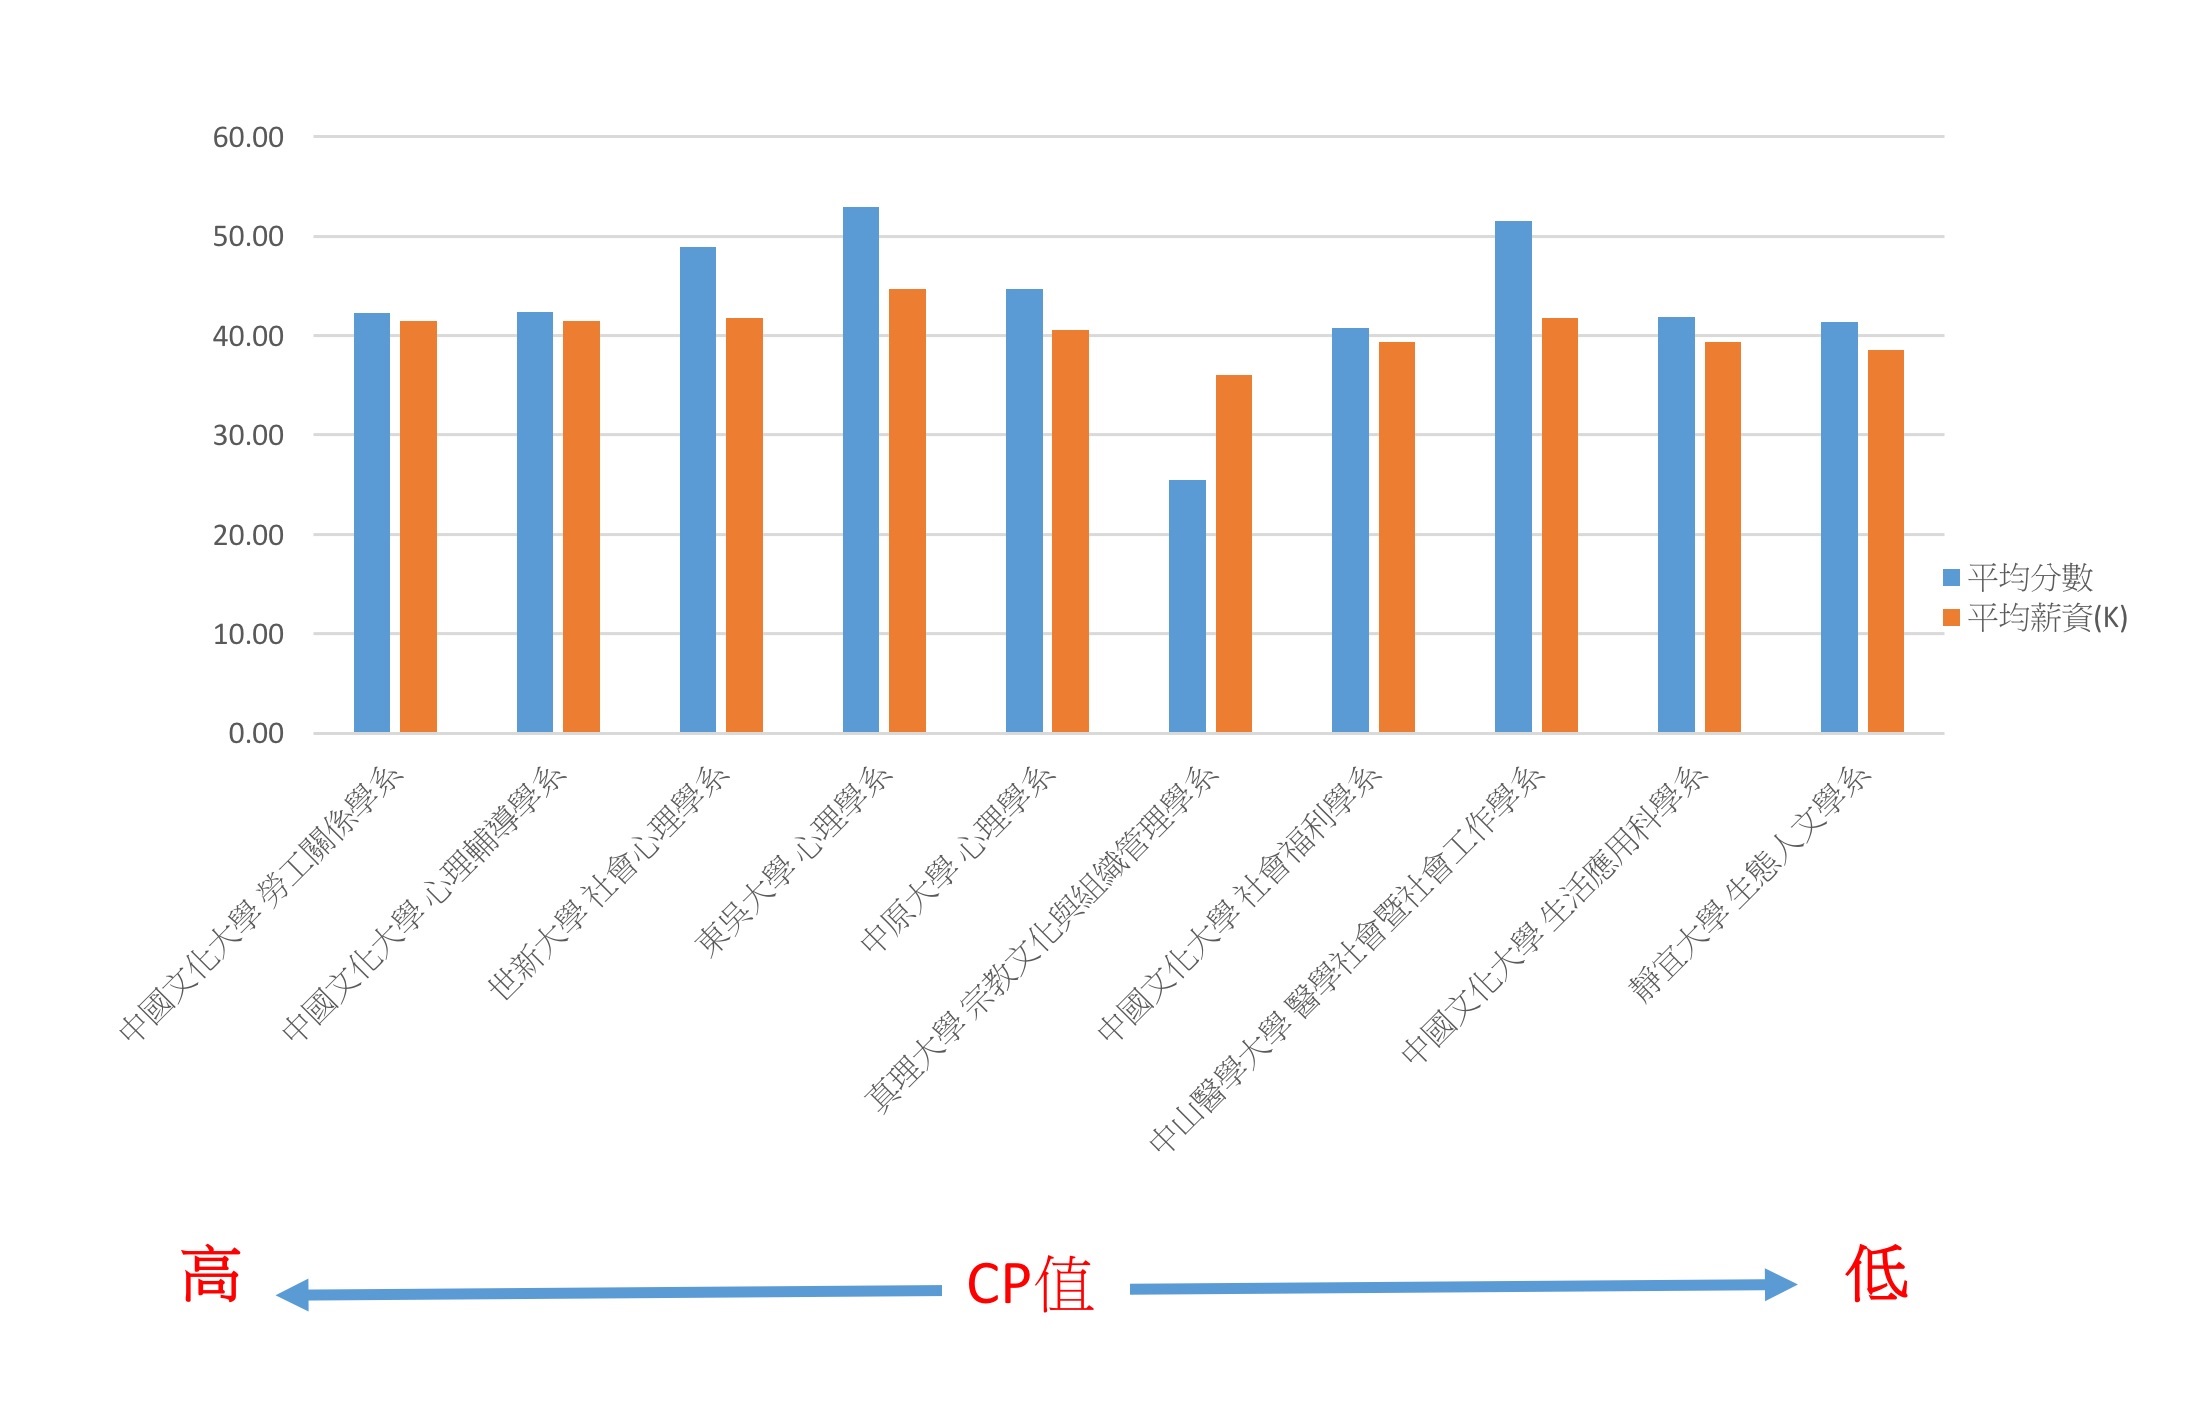 60.00
50.00
40.00
30.00
20.00
10.00
0.00
平均分數
平均薪資(K)
中國文化大學 勞工關係學系
中國文化大學 心理輔導學系
世新大學 社會心理學系
東吳大學 心理學系
中原大學 心理學系
真理大學 宗教文化與組織管理學系
中國文化大學 社會福利學系
中山醫學大學 醫學社會暨社會工作學系
中國文化大學 生活應用科學系
靜宜大學 生態人文學系
高 CP值 低